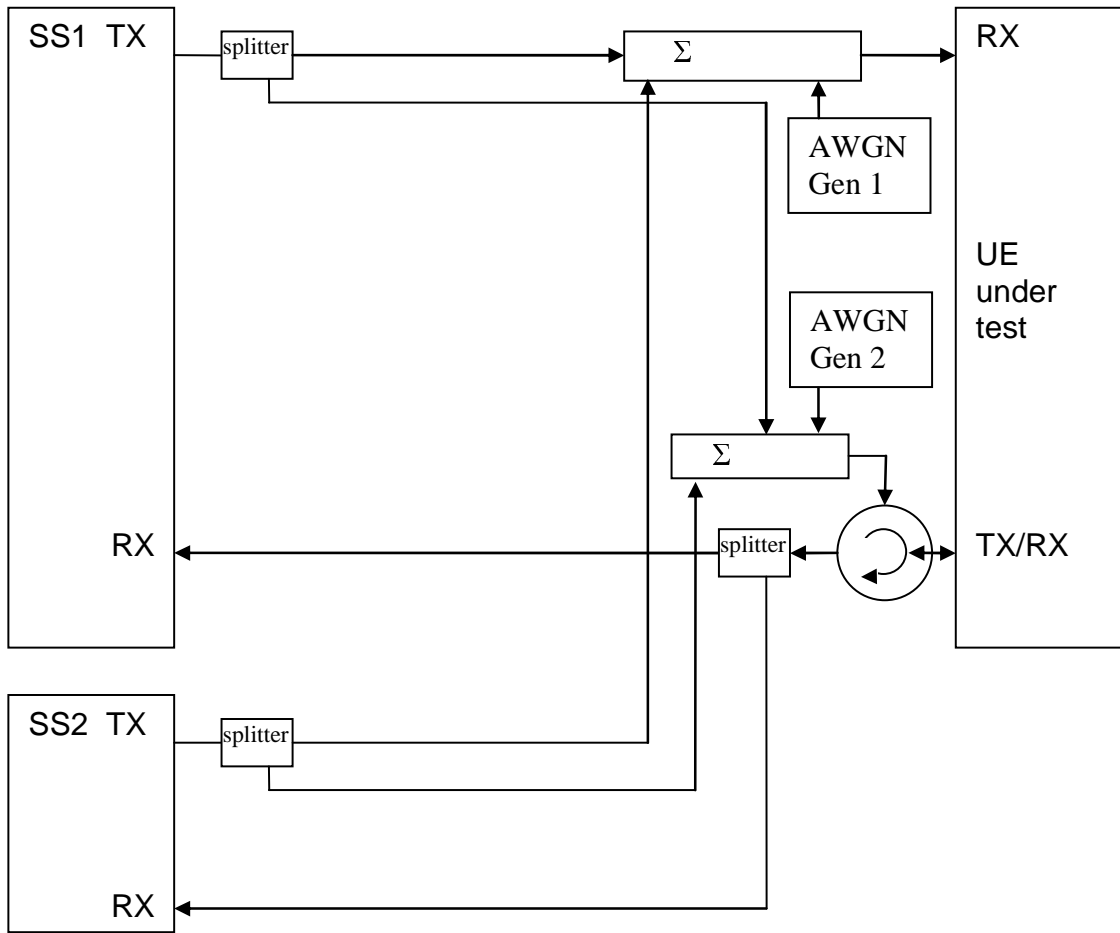 SS1 TX
splitter
Σ
RX
AWGN
Gen 1
UE
under
test
AWGN
Gen 2
Σ
RX
splitter
TX/RX
SS2 TX
splitter
RX